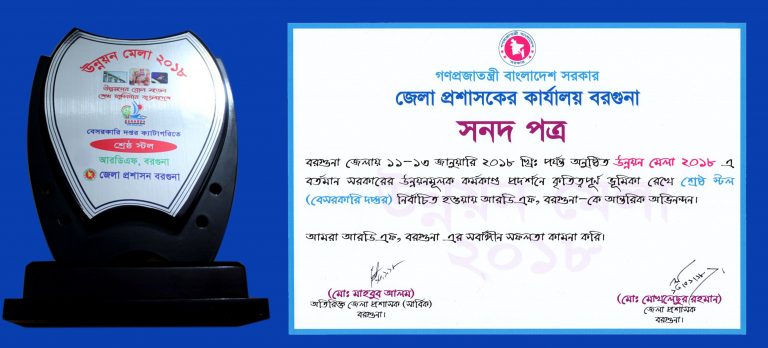 উন্নয়ন মেলা ২০১৮
বেসরকারি দপ্তর ক্যাটাগরিতে
শ্রেষ্ঠ স্টল
আরডিএফ, বরগুনা
জেলা প্রশাসন বরগুনা
গণপ্রজাতন্ত্রী বাংলাদেশ সরকার
জেলা প্রশাসকের কার্যালয় বরগুনা
সনদ পত্র
বরগুনা জেলায় ১১-১৩ জানুয়ারি ২০১৮ খ্রিঃ পর্যন্ত অনুষ্ঠিত উন্নয়ন মেলা ২০১৮ এ
বর্তমান সরকারের উন্নয়নমূলক কর্মকাণ্ড প্রদর্শনে কৃতিত্বপূর্ণ ভূমিকা রেখে শ্রেষ্ঠ স্টল
(বেসরকারি দপ্তর) নির্বাচিত হওয়ায় আরডিএফ, বরগুনা-কে আন্তরিক অভিনন্দন।
আমরা আরডিএফ, বরগুনা এর সর্বাঙ্গীন সফলতা কামনা করি।
উন্নয়ন মেলা
২০১৮
(মোঃ মাহবুব আলম)
অতিরিক্ত জেলা প্রশাসক (সার্বিক)
বরগুনা।
(মোঃ মোখলেছুর রহমান)
জেলা প্রশাসক
বরগুনা।